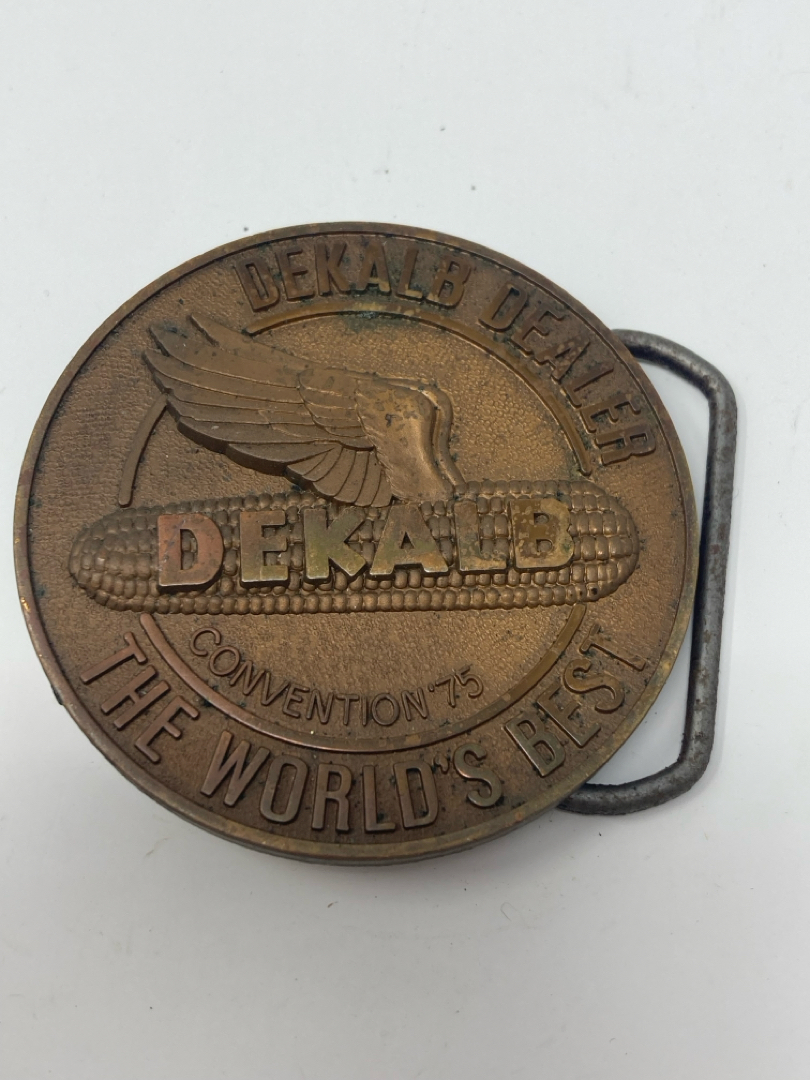 DEKALB DEALER
DEKALB
CONVENTION '75
THE WORLD'S BEST